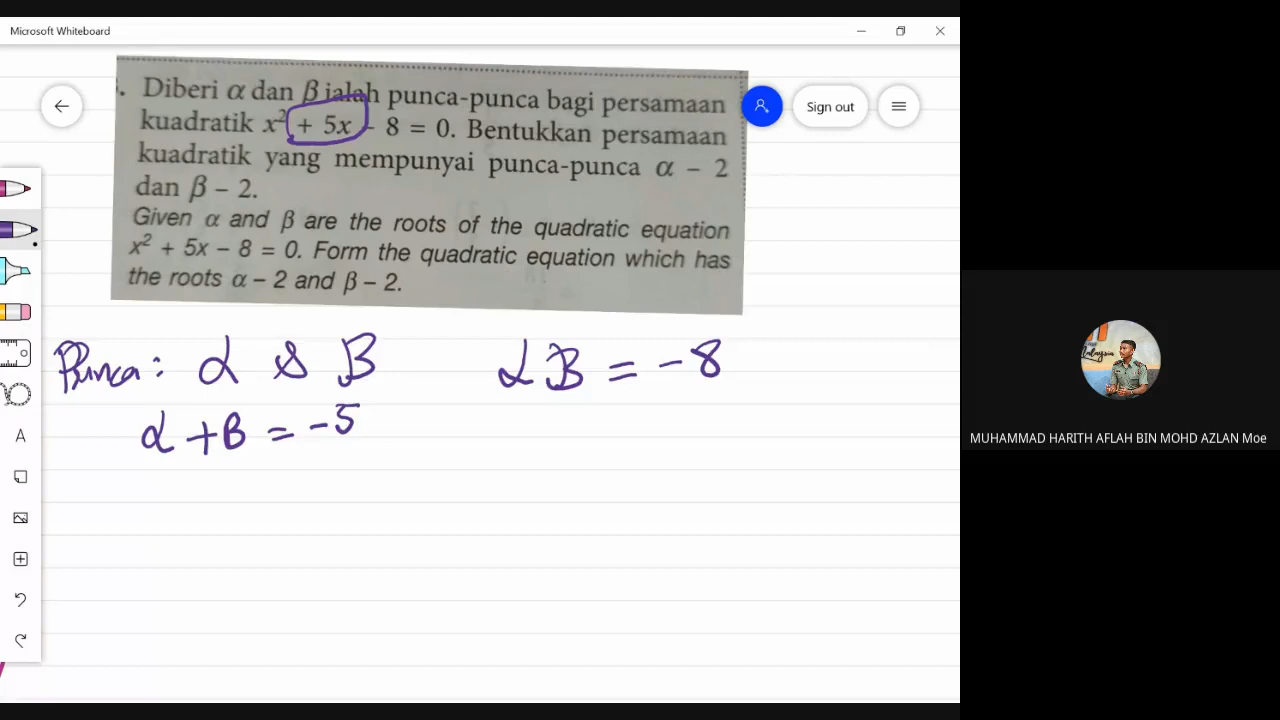 Microsoft Whiteboard
Sign out
. Diberi α dan β ialah punca-punca bagi persamaan
kuadratik x² + 5x - 8 = 0. Bentukkan persamaan
kuadratik yang mempunyai punca-punca α – 2
dan β – 2.
Given α and β are the roots of the quadratic equation
x² + 5x – 8 = 0. Form the quadratic equation which has
the roots α – 2 and β – 2.
Punca: α & β
αβ = -8
α + β = -5
A
MUHAMMAD HARITH AFLAH BIN MOHD AZLAN Moe